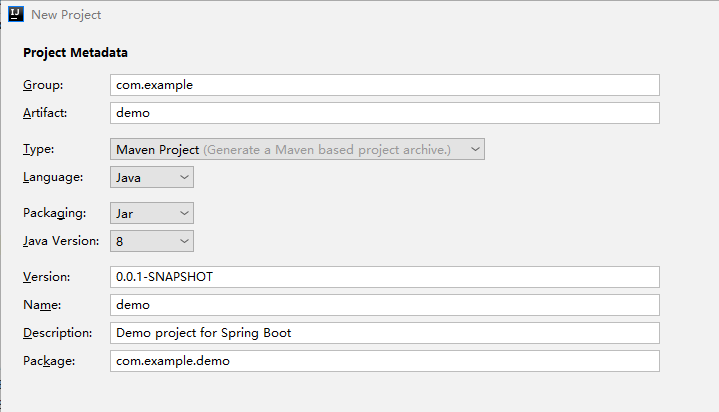 IJ New Project
Project Metadata
Group: com.example
Artifact: demo
Type: Maven Project (Generate a Maven based project archive.)
Language: Java
Packaging: Jar
Java Version: 8
Version: 0.0.1-SNAPSHOT
Name: demo
Description: Demo project for Spring Boot
Package: com.example.demo